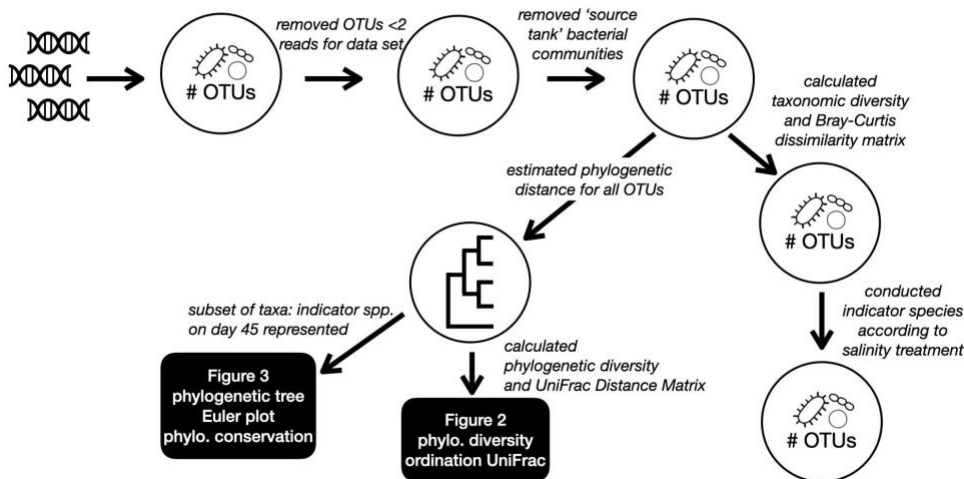 removed OTUs <2
reads for data set
removed ‘source
tank’ bacterial
communities
# OTUs
# OTUs
# OTUs
calculated
taxonomic diversity
and Bray-Curtis
dissimilarity matrix
estimated phylogenetic
distance for all OTUs
# OTUs
subset of taxa: indicator spp.
on day 45 represented
conducted
indicator species
according to
salinity treatment
calculated
phylogenetic diversity
and UniFrac Distance Matrix
Figure 3
phylogenetic tree
Euler plot
phylo. conservation
Figure 2
phylo. diversity
ordination UniFrac
# OTUs